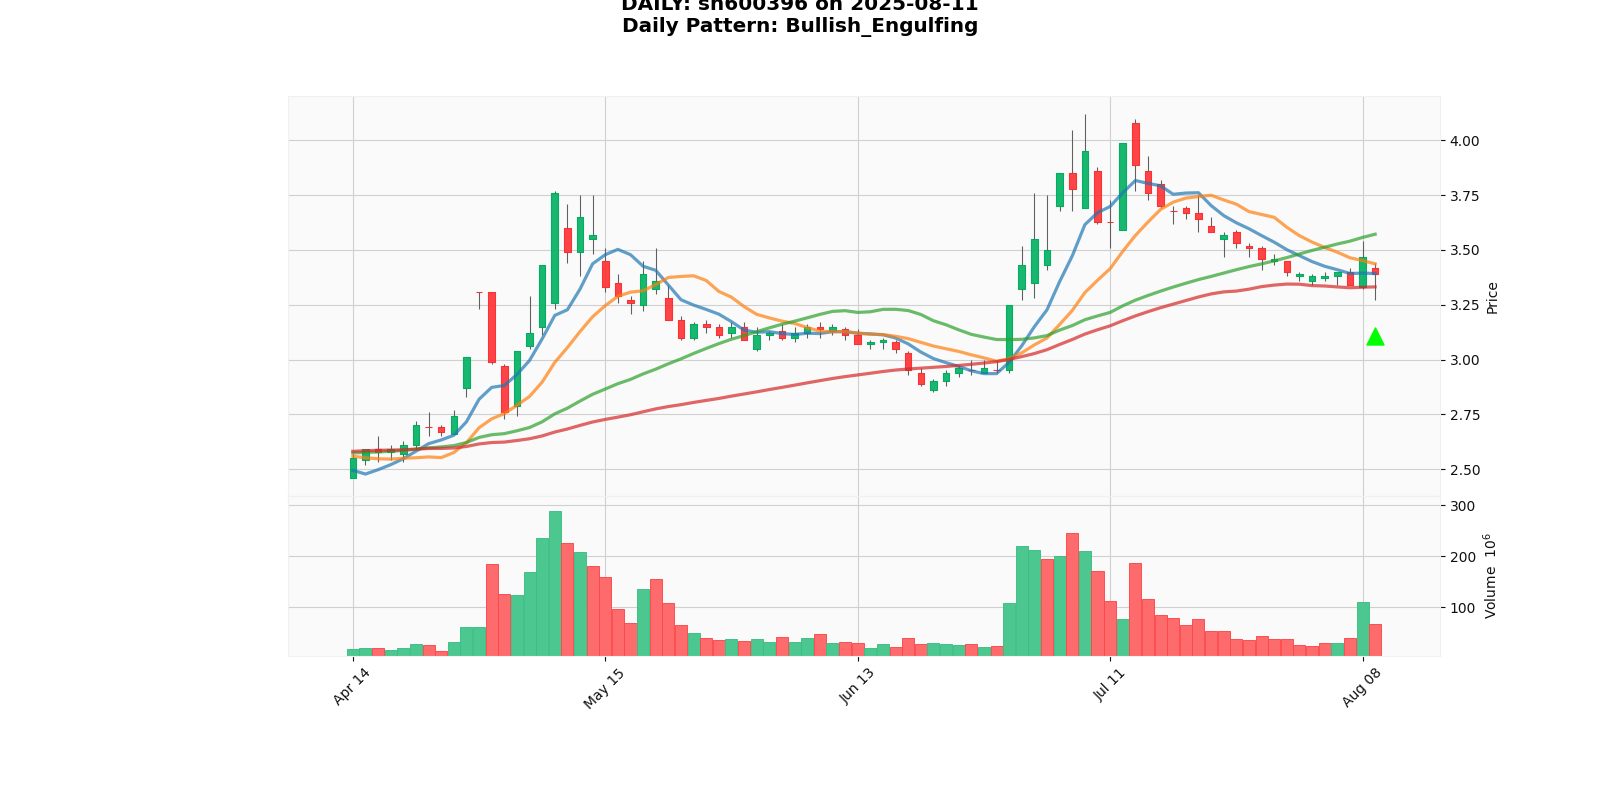 DAILY: sh600396 on 2025-08-11
Daily Pattern: Bullish_Engulfing
4.00
3.75
3.50
3.25
3.00
2.75
2.50
Price
300
200
100
Volume 10^6
Apr 14
May 15
Jun 13
Jul 11
Aug 08